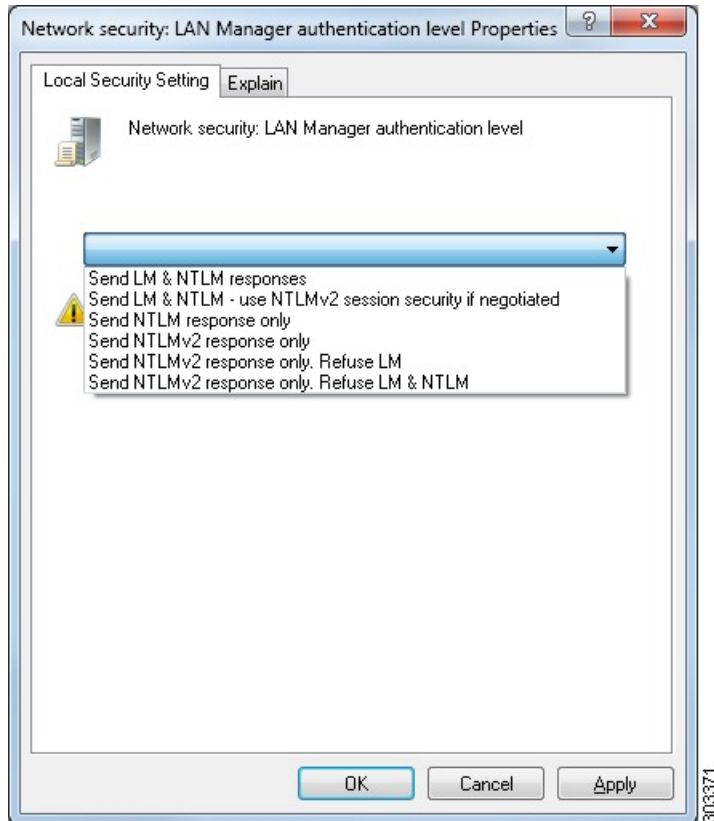 Network security: LAN Manager authentication level Properties
?
Local Security Setting
Explain
Network security: LAN Manager authentication level
Send LM & NTLM responses
Send LM & NTLM - use NTLMv2 session security if negotiated
Send NTLM response only
Send NTLMv2 response only
Send NTLMv2 response only. Refuse LM
Send NTLMv2 response only. Refuse LM & NTLM
OK
Cancel
Apply
303371